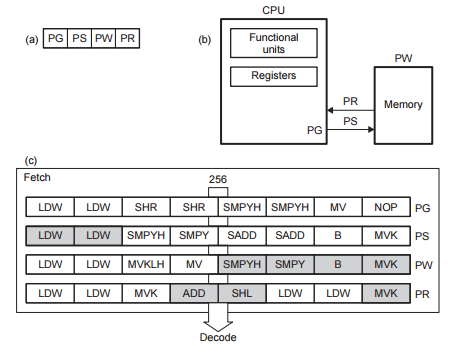 CPU
(a) PG PS PW PR
(b) Functional units
Registers
PW
Memory
PR
PS
PG
(c)
Fetch
256
LDW LDW SHR SHR SMPYH SMPYH MV NOP PG
LDW LDW SMPYH SMPY SADD SADD B MVK PS
LDW LDW MVKLH MV SMPYH SMPY B MVK PW
LDW LDW MVK ADD SHL LDW LDW MVK PR
Decode